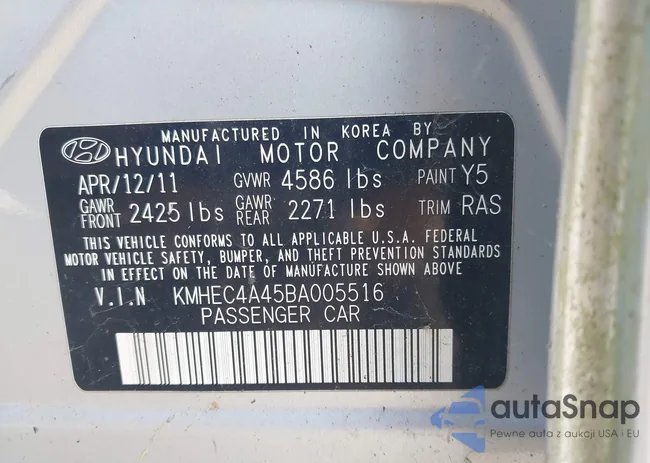 MANUFACTURED IN KOREA BY
HYUNDAI MOTOR COMPANY
APR/12/11 GVWR 4586 lbs PAINT Y5
GAWR FRONT 2425 lbs GAWR REAR 2271 lbs TRIM RAS
THIS VEHICLE CONFORMS TO ALL APPLICABLE U.S.A. FEDERAL
MOTOR VEHICLE SAFETY, BUMPER, AND THEFT PREVENTION STANDARDS
IN EFFECT ON THE DATE OF MANUFACTURE SHOWN ABOVE
V.I.N KMHEC4A45BA005516
PASSENGER CAR
autaSnap
Pewne auta z aukcji USA i EU